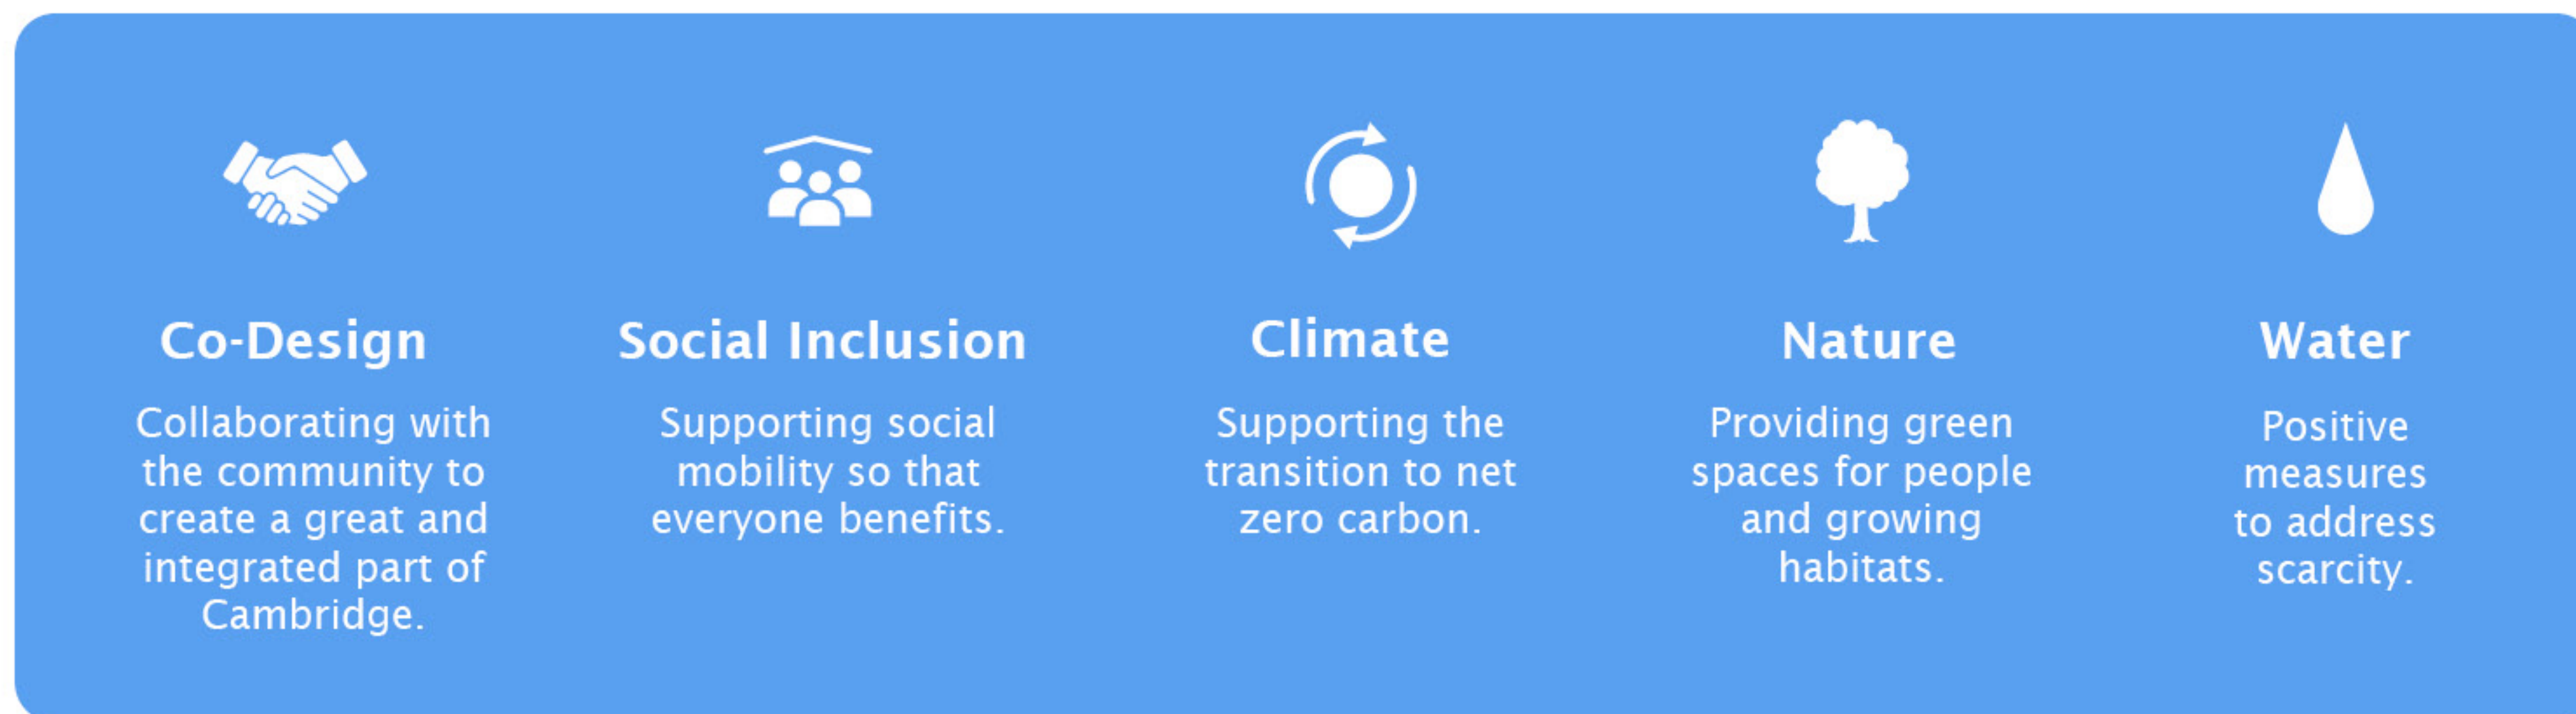 Co-Design
Collaborating with
the community to
create a great and
integrated part of
Cambridge.
Social Inclusion
Supporting social
mobility so that
everyone benefits.
Climate
Supporting the
transition to net
zero carbon.
Nature
Providing green
spaces for people
and growing
habitats.
Water
Positive
measures
to address
scarcity.